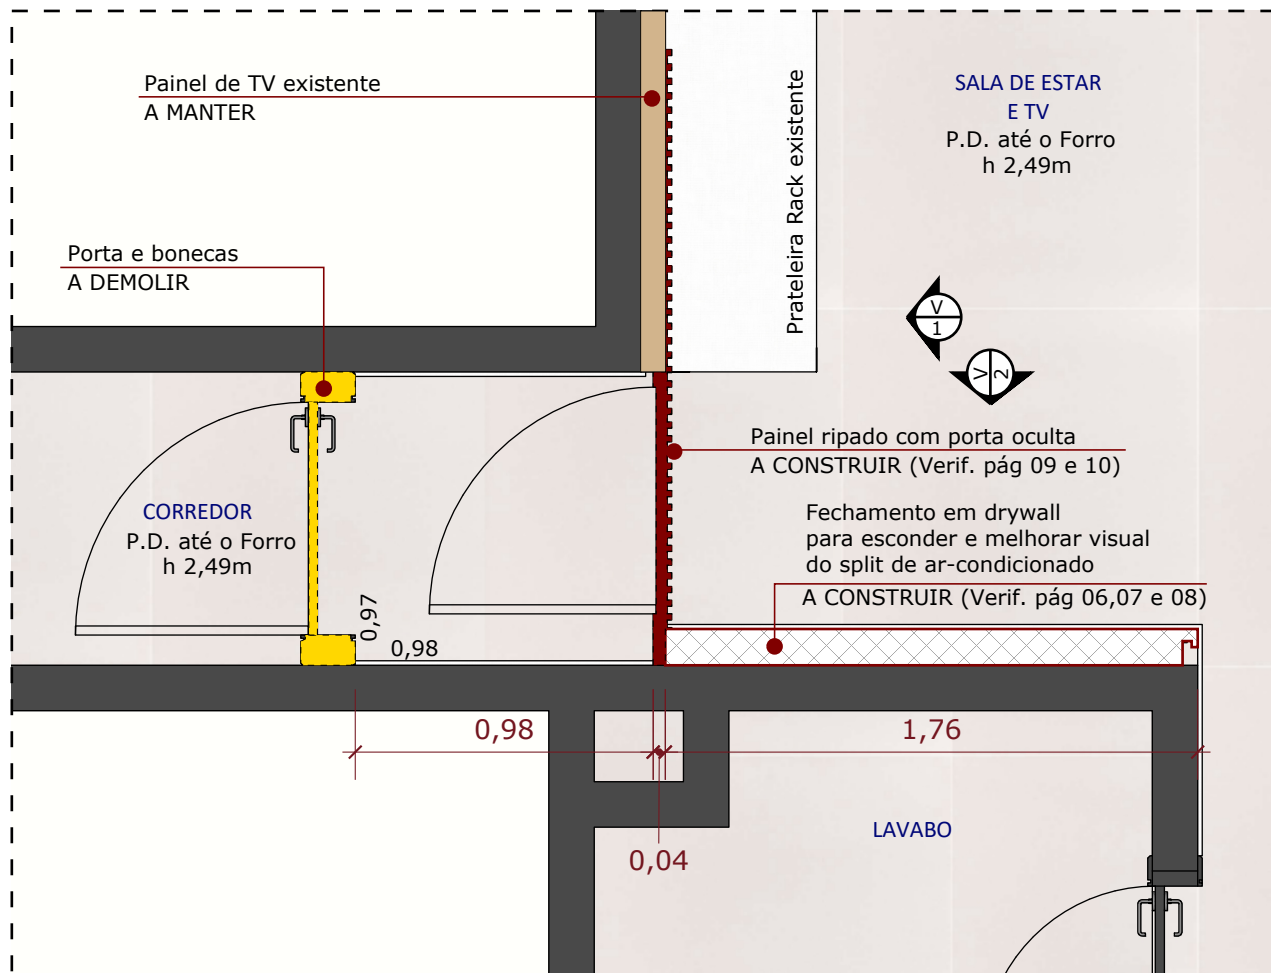 Painel de TV existente
A MANTER
Prateleira Rack existente
SALA DE ESTAR
E TV
P.D. até o Forro
h 2,49m
Porta e bonecas
A DEMOLIR
V
1
V
2
Painel ripado com porta oculta
A CONSTRUIR (Verif. pág 09 e 10)
CORREDOR
P.D. até o Forro
h 2,49m
Fechamento em drywall
para esconder e melhorar visual
do split de ar-condicionado
A CONSTRUIR (Verif. pág 06,07 e 08)
0,97
0,98
0,98
1,76
0,04
LAVABO